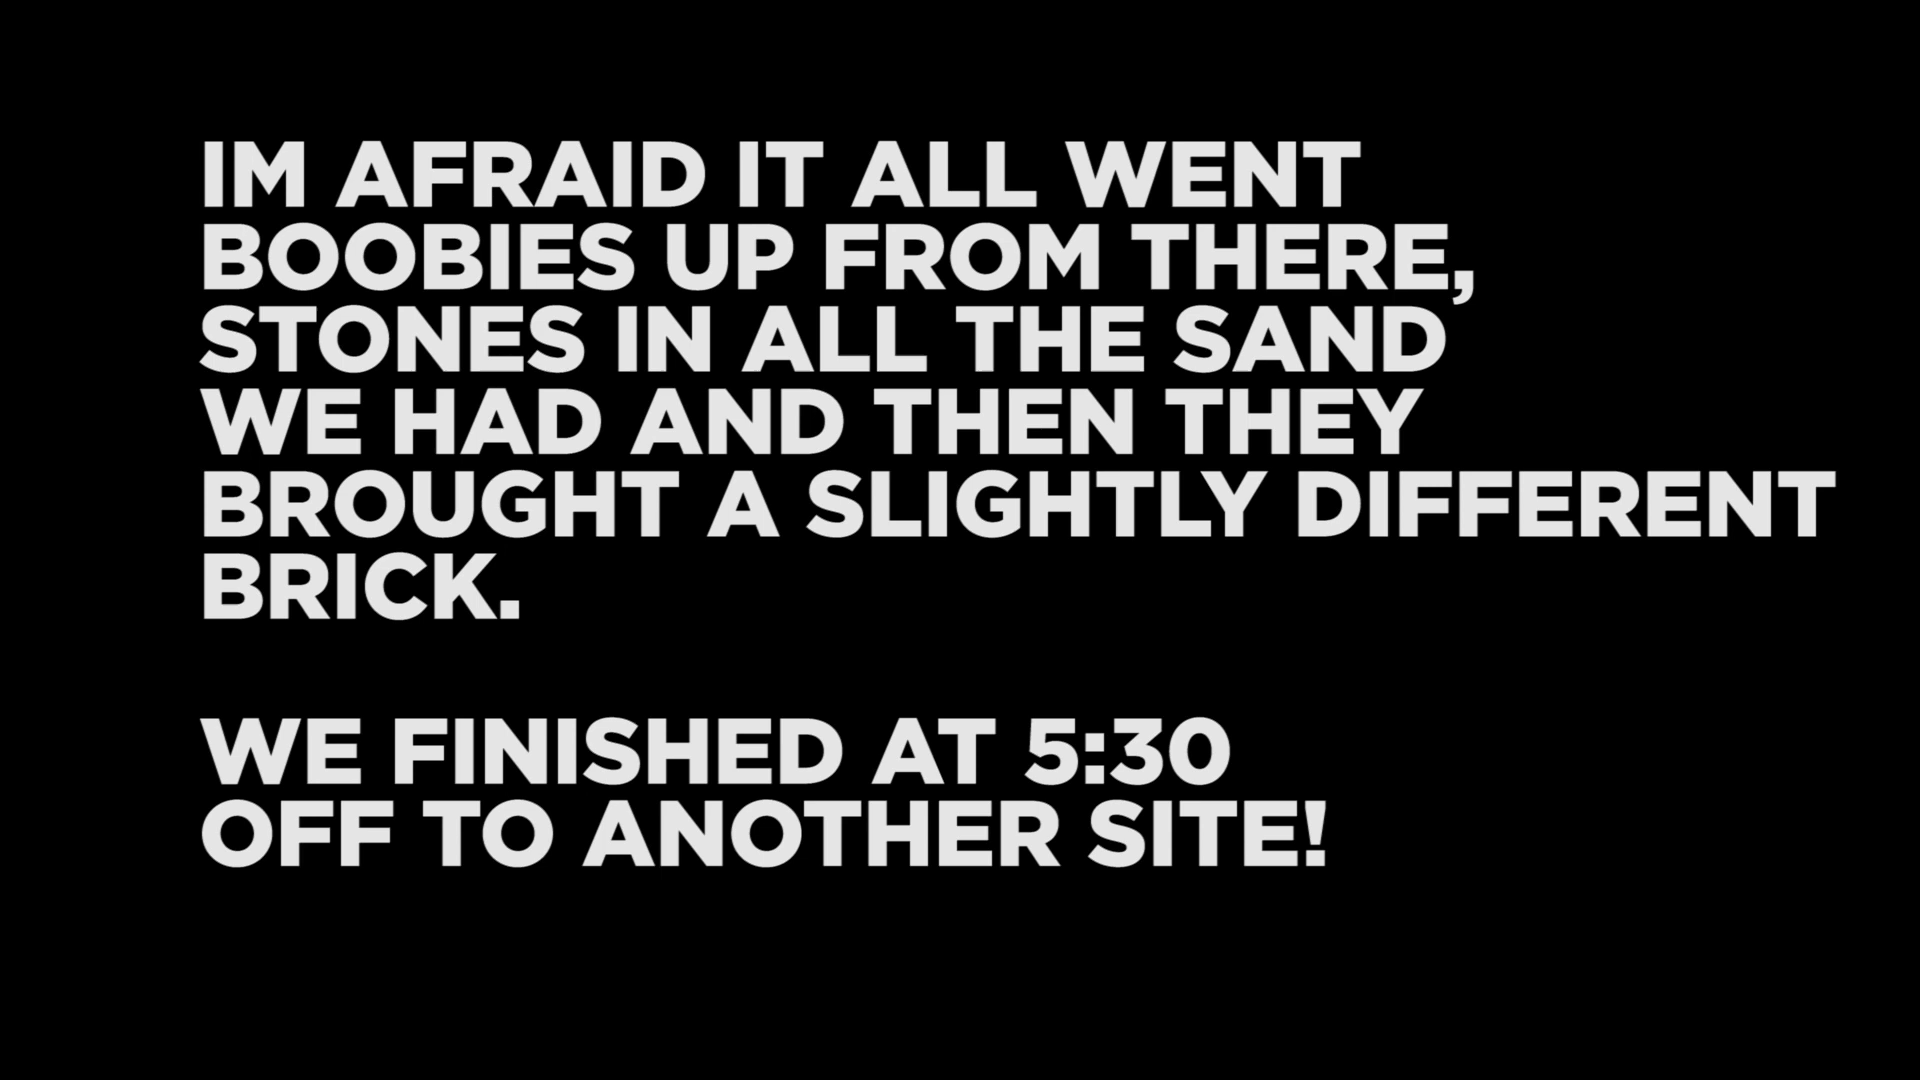 IM AFRAID IT ALL WENT
BOOBIES UP FROM THERE,
STONES IN ALL THE SAND
WE HAD AND THEN THEY
BROUGHT A SLIGHTLY DIFFERENT
BRICK.
WE FINISHED AT 5:30
OFF TO ANOTHER SITE!